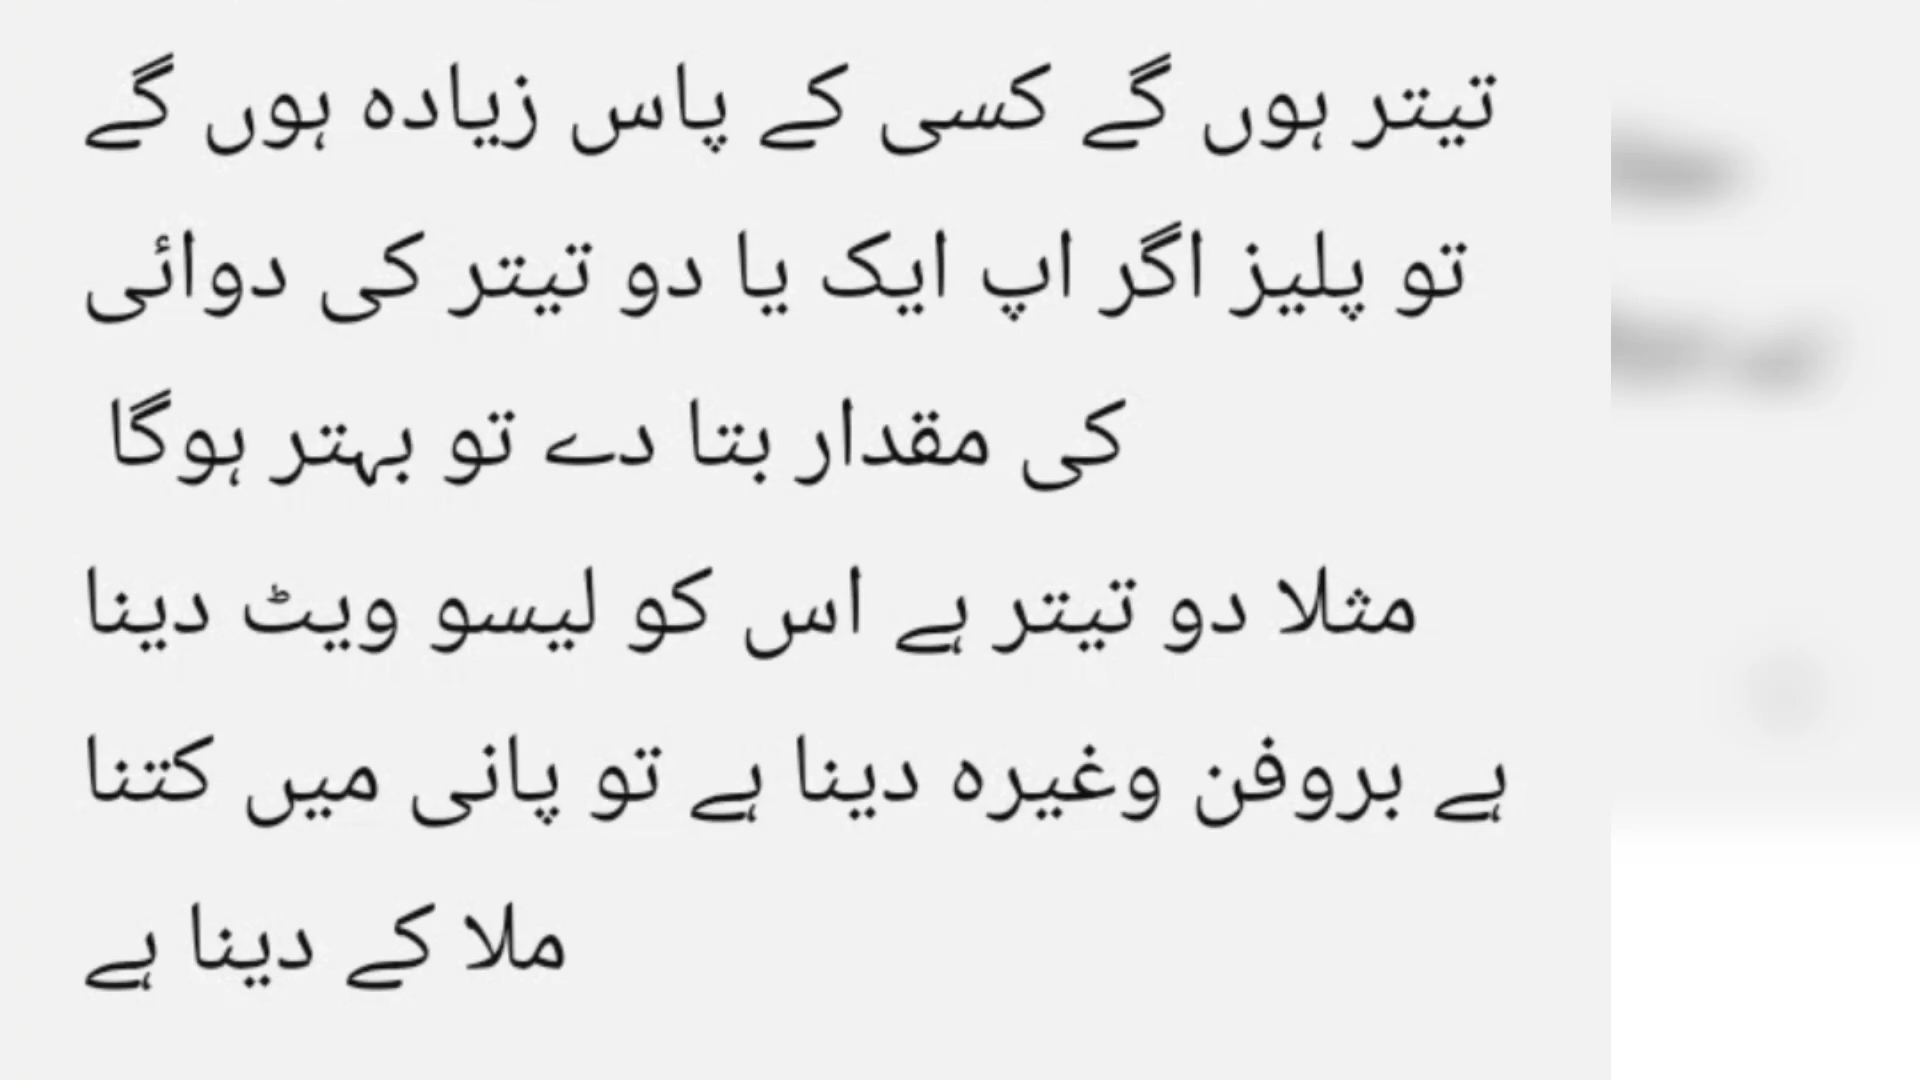 تیتر ہوں گے کسی کے پاس زیادہ ہوں گے
تو پلیز اگر اپ ایک یا دو تیتر کی دوائی
کی مقدار بتا دے تو بہتر ہوگا
مثلا دو تیتر ہے اس کو لیسو ویٹ دینا
ہے بروفن وغیرہ دینا ہے تو پانی میں کتنا
ملا کے دینا ہے